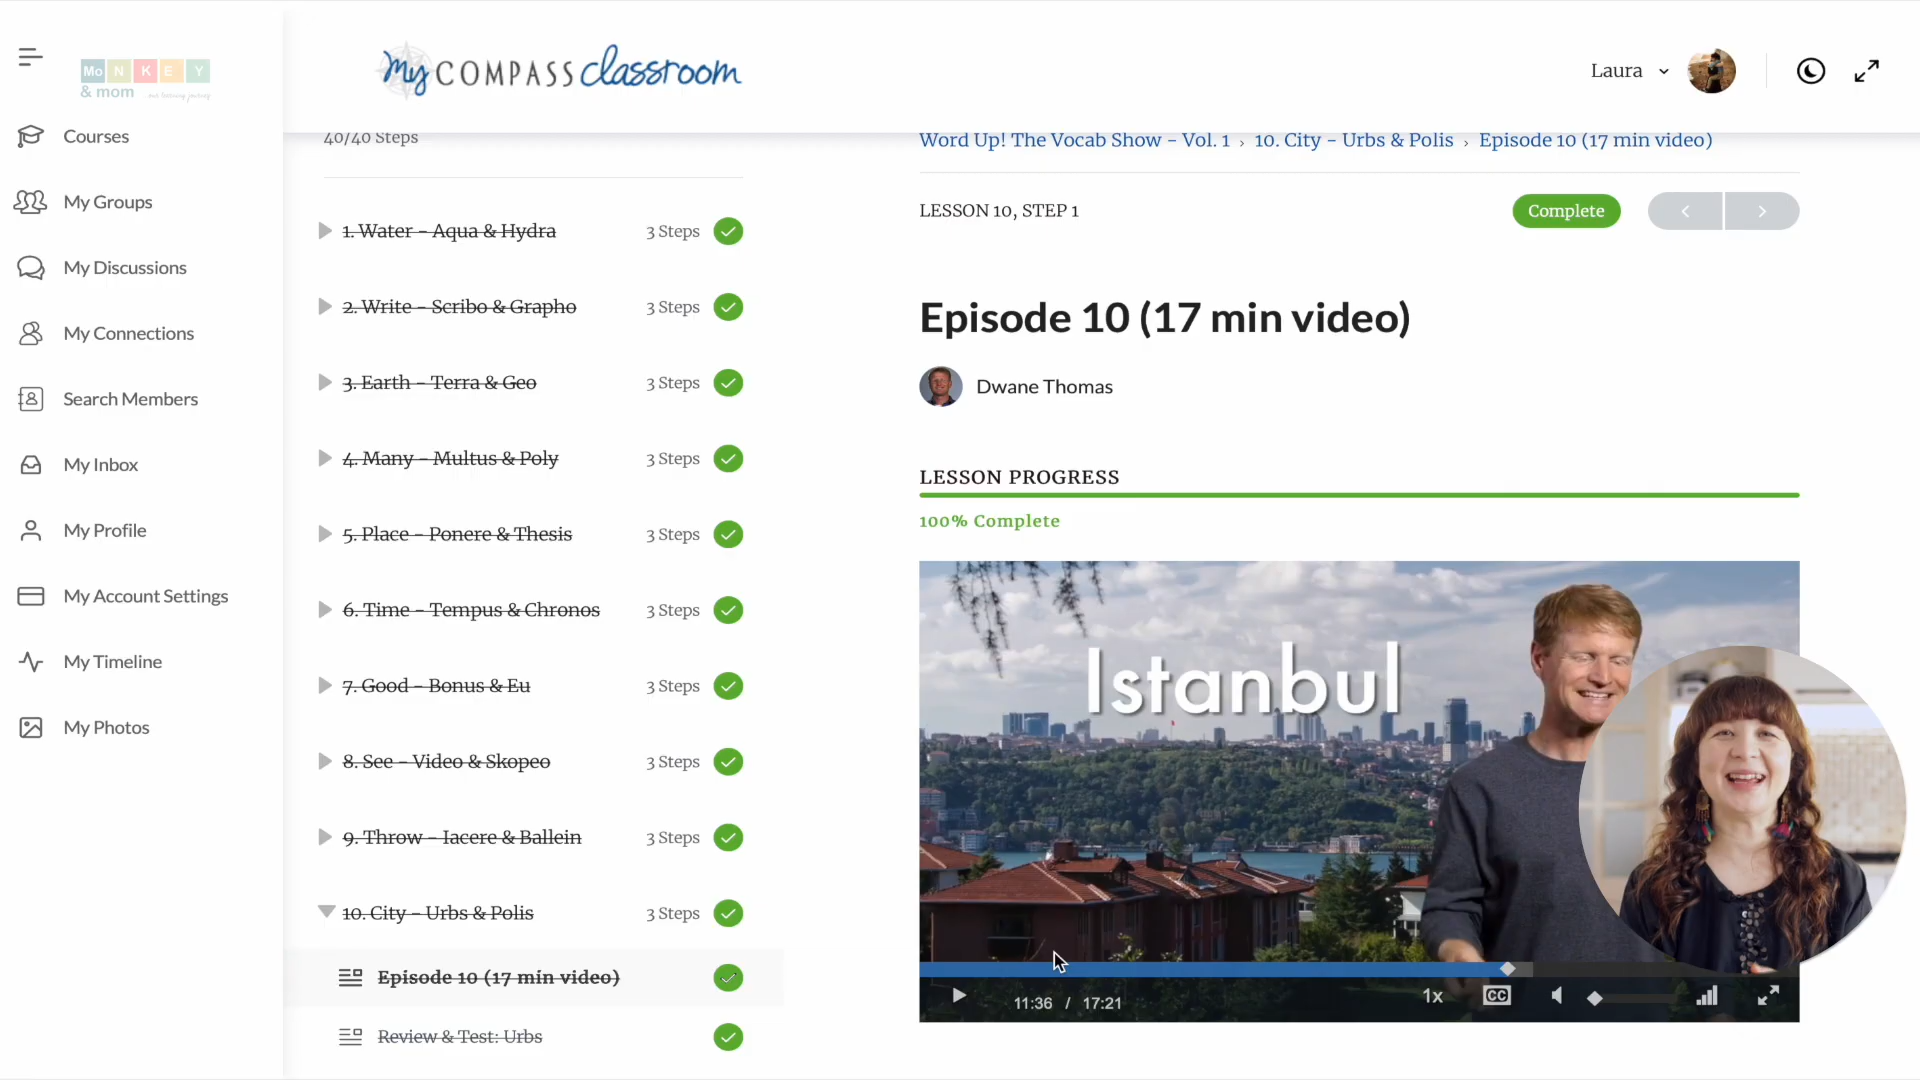 MoNKEY
& mom
Courses
My Groups
My Discussions
My Connections
Search Members
My Inbox
My Profile
My Account Settings
My Timeline
My Photos
My COMPASS classroom
Laura
40/40 Steps
1. Water – Aqua & Hydra 3 Steps
2. Write – Scribo & Grapho 3 Steps
3. Earth – Terra & Geo 3 Steps
4. Many – Multus & Poly 3 Steps
5. Place – Ponere & Thesis 3 Steps
6. Time – Tempus & Chronos 3 Steps
7. Good – Bonus & Eu 3 Steps
8. See – Video & Skopeo 3 Steps
9. Throw – Iacere & Ballein 3 Steps
10. City – Urbs & Polis 3 Steps
Episode 10 (17 min video)
Review & Test: Urbs
Word Up! The Vocab Show – Vol. 1 › 10. City – Urbs & Polis › Episode 10 (17 min video)
LESSON 10, STEP 1
Complete
Episode 10 (17 min video)
Dwane Thomas
LESSON PROGRESS
100% Complete
Istanbul
11:36 / 17:21
1x
CC